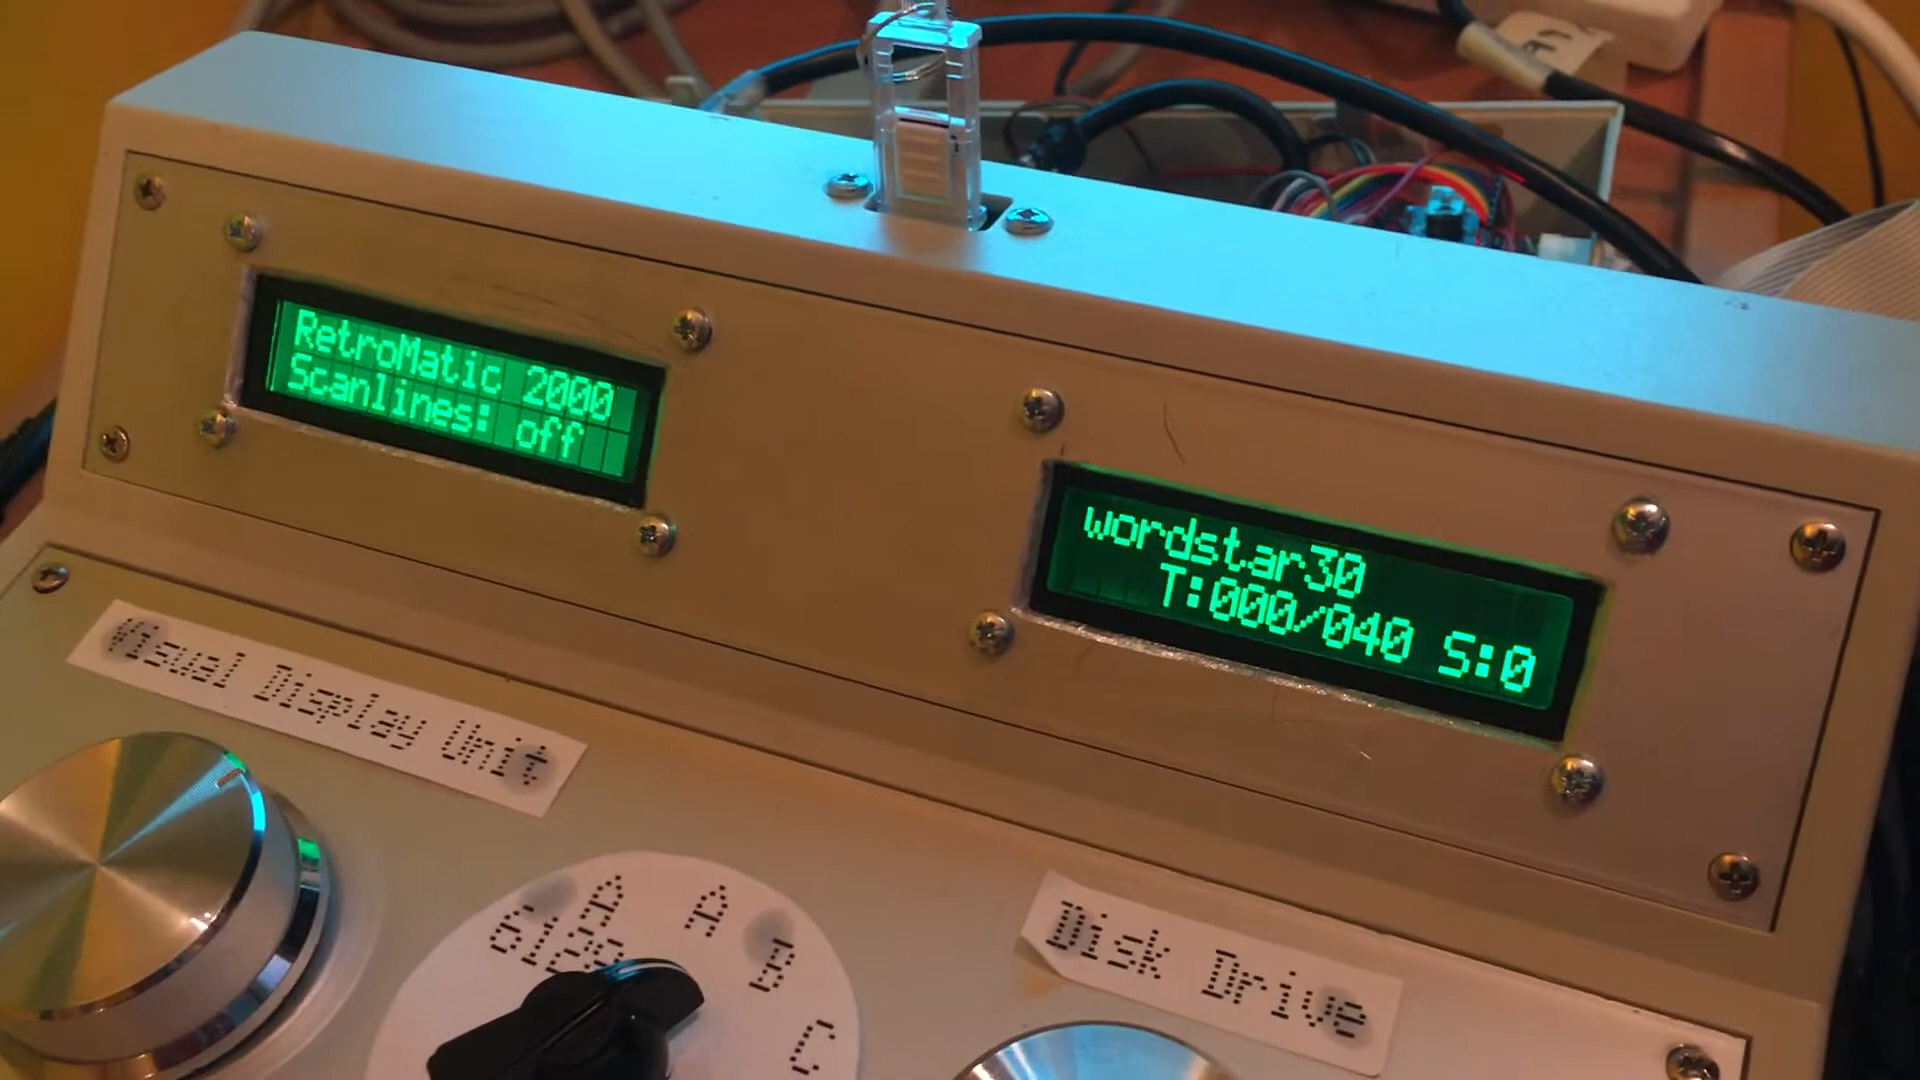 RetroMatic 2000
Scanlines: off
wordstar30
T:000/040 S:0
Visual Display Unit
Disk Drive
A
A
B
C